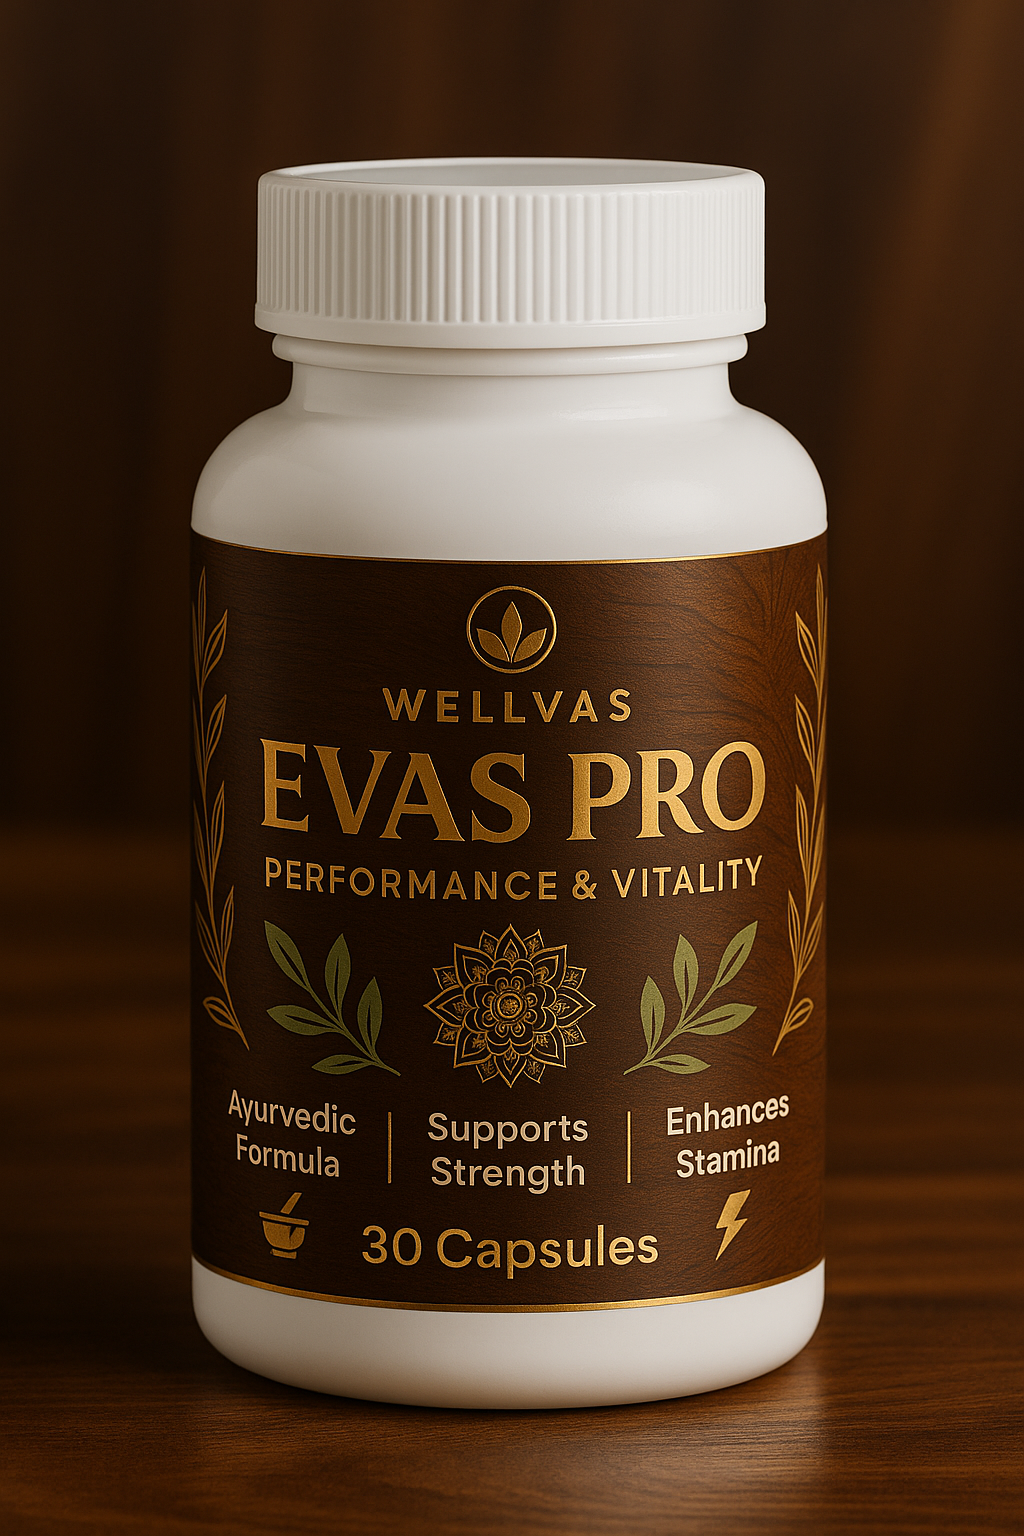 WELLVAS
EVAS PRO
PERFORMANCE & VITALITY
Ayurvedic
Formula
Supports
Strength
Enhances
Stamina
30 Capsules